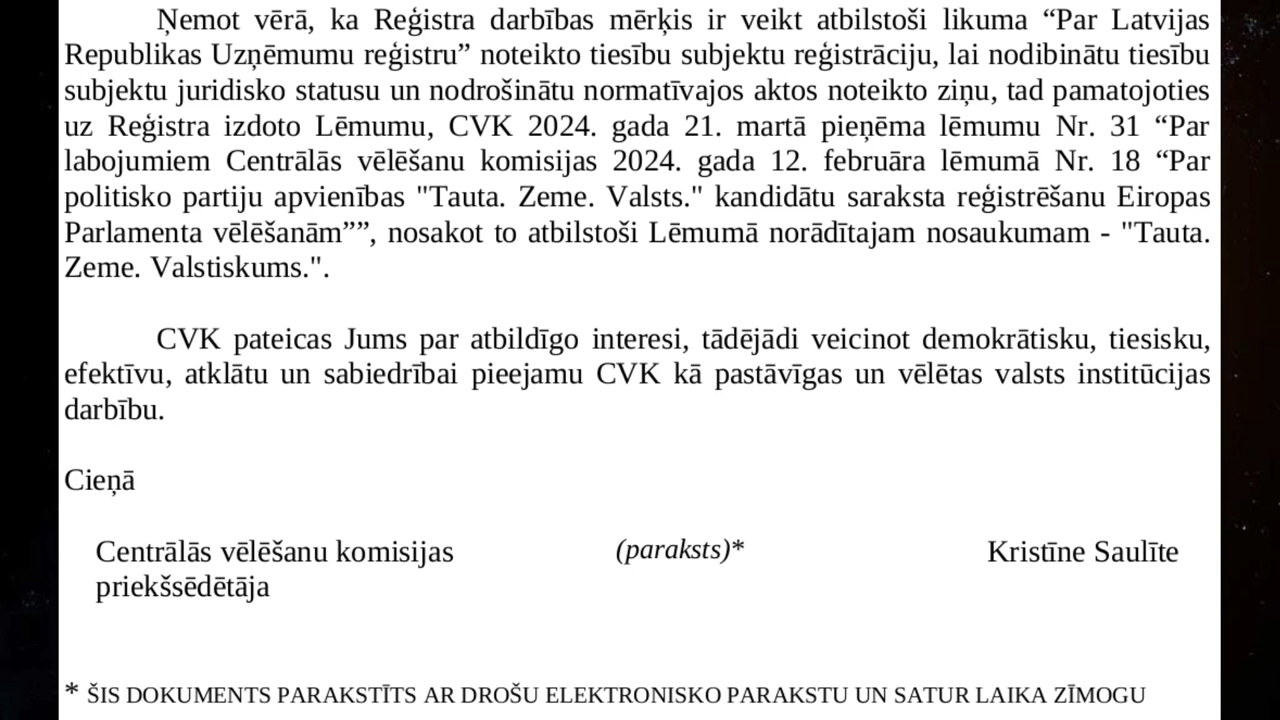 Ņemot vērā, ka Reģistra darbības mērķis ir veikt atbilstoši likuma “Par Latvijas
Republikas Uzņēmumu reģistru” noteikto tiesību subjektu reģistrāciju, lai nodibinātu tiesību
subjektu juridisko statusu un nodrošinātu normatīvajos aktos noteikto ziņu, tad pamatojoties
uz Reģistra izdoto Lēmumu, CVK 2024. gada 21. martā pieņēma lēmumu Nr. 31 “Par
labojumiem Centrālās vēlēšanu komisijas 2024. gada 12. februāra lēmumā Nr. 18 “Par
politisko partiju apvienības "Tauta. Zeme. Valsts." kandidātu saraksta reģistrēšanu Eiropas
Parlamenta vēlēšanām””, nosakot to atbilstoši Lēmumā norādītajam nosaukumam - "Tauta.
Zeme. Valstiskums.".
CVK pateicas Jums par atbildīgo interesi, tādējādi veicinot demokrātisku, tiesisku,
efektīvu, atklātu un sabiedrībai pieejamu CVK kā pastāvīgas un vēlētas valsts institūcijas
darbību.
Cieņā
Centrālās vēlēšanu komisijas (paraksts)* Kristīne Saulīte
priekšsēdētāja
* ŠIS DOKUMENTS PARAKSTĪTS AR DROŠU ELEKTRONISKO PARAKSTU UN SATUR LAIKA ZĪMOGU